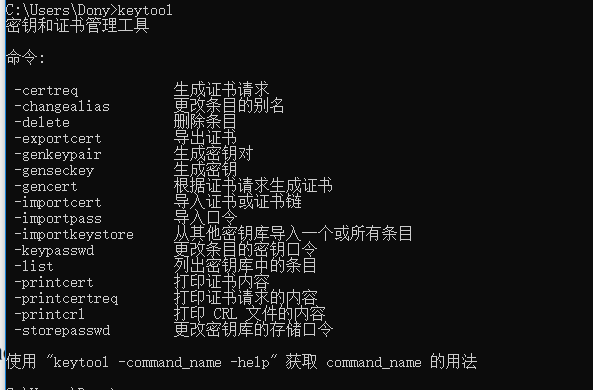 C:\Users\Dony>keytool
密钥和证书管理工具
命令:
-certreq 生成证书请求
-changealias 更改条目的别名
-delete 删除条目
-exportcert 导出证书
-genkeypair 生成密钥对
-genseckey 生成密钥
-gencert 根据证书请求生成证书
-importcert 导入证书或证书链
-importpass 导入口令
-importkeystore 从其他密钥库导入一个或所有条目
-keypasswd 更改条目的密钥口令
-list 列出密钥库中的条目
-printcert 打印证书内容
-printcertreq 打印证书请求的内容
-printcrl 打印 CRL 文件的内容
-storepasswd 更改密钥库的存储口令
使用 "keytool -command_name -help" 获取 command_name 的用法